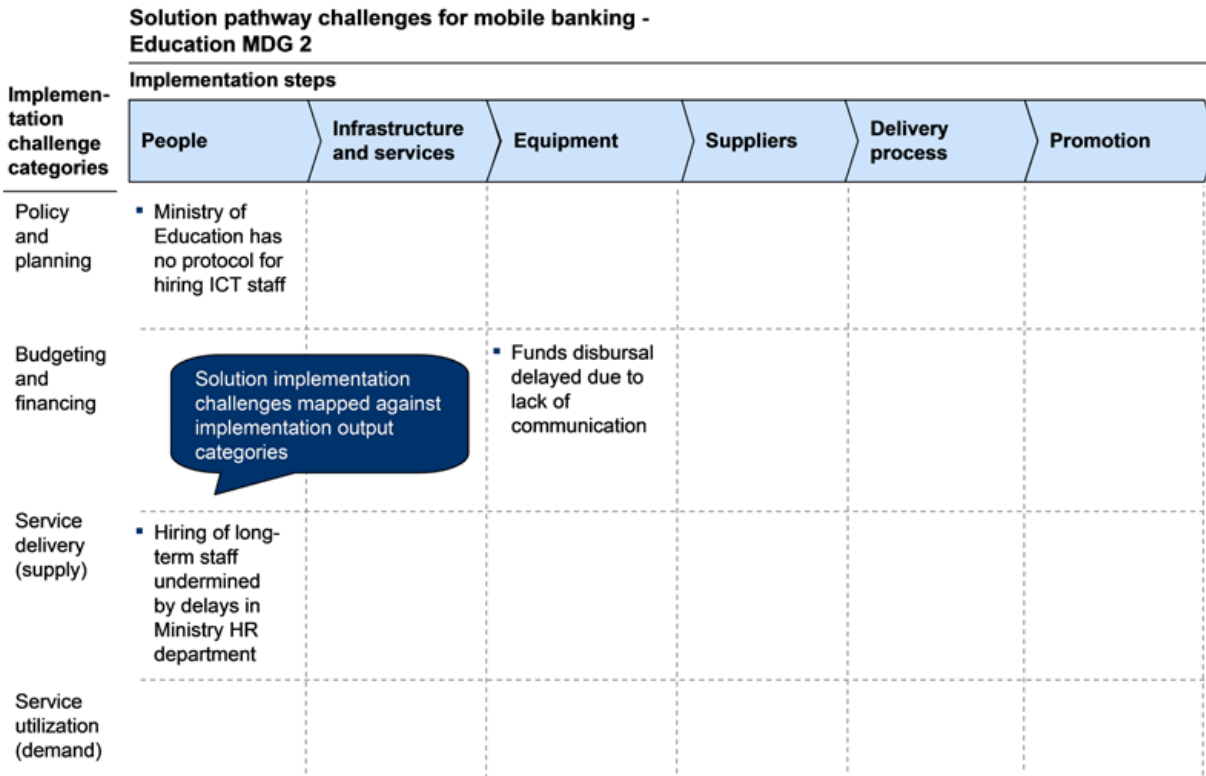 Solution pathway challenges for mobile banking -
Education MDG 2
Implementation steps
Implemen-
tation
challenge
categories
People
Infrastructure
and services
Equipment
Suppliers
Delivery
process
Promotion
Policy
and
planning
▪ Ministry of
Education has
no protocol for
hiring ICT staff
Budgeting
and
financing
Solution implementation
challenges mapped against
implementation output
categories
▪ Funds disbursal
delayed due to
lack of
communication
Service
delivery
(supply)
▪ Hiring of long-
term staff
undermined
by delays in
Ministry HR
department
Service
utilization
(demand)